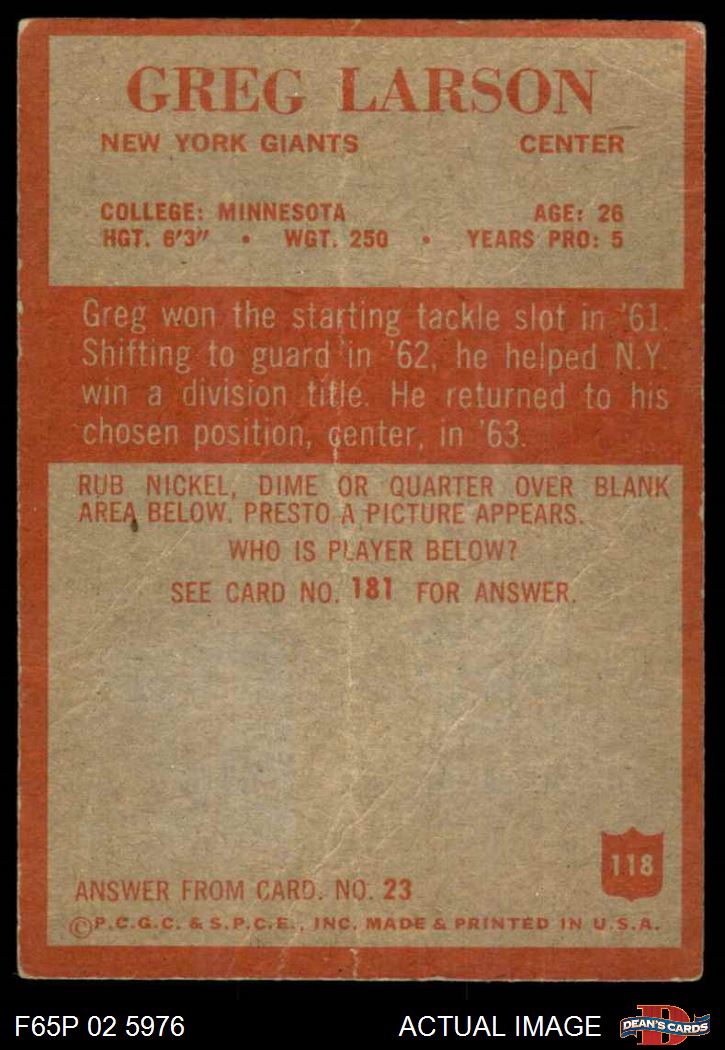 GREG LARSON
NEW YORK GIANTS CENTER
COLLEGE: MINNESOTA AGE: 26
HGT. 6'3" • WGT. 250 • YEARS PRO: 5
Greg won the starting tackle slot in '61.
Shifting to guard in '62, he helped N.Y.
win a division title. He returned to his
chosen position, center, in '63.
RUB NICKEL, DIME OR QUARTER OVER BLANK
AREA BELOW. PRESTO A PICTURE APPEARS.
WHO IS PLAYER BELOW?
SEE CARD NO. 181 FOR ANSWER.
118
ANSWER FROM CARD. NO. 23
©P.C.G.C. & S.P.C.E., INC. MADE & PRINTED IN U.S.A.
F65P 02 5976 ACTUAL IMAGE
D
DEAN'S CARDS